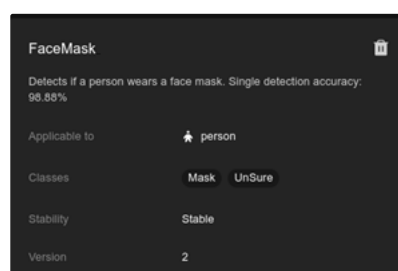 FaceMask
Detects if a person wears a face mask. Single detection accuracy:
98.88%
Applicable to person
Classes Mask UnSure
Stability Stable
Version 2